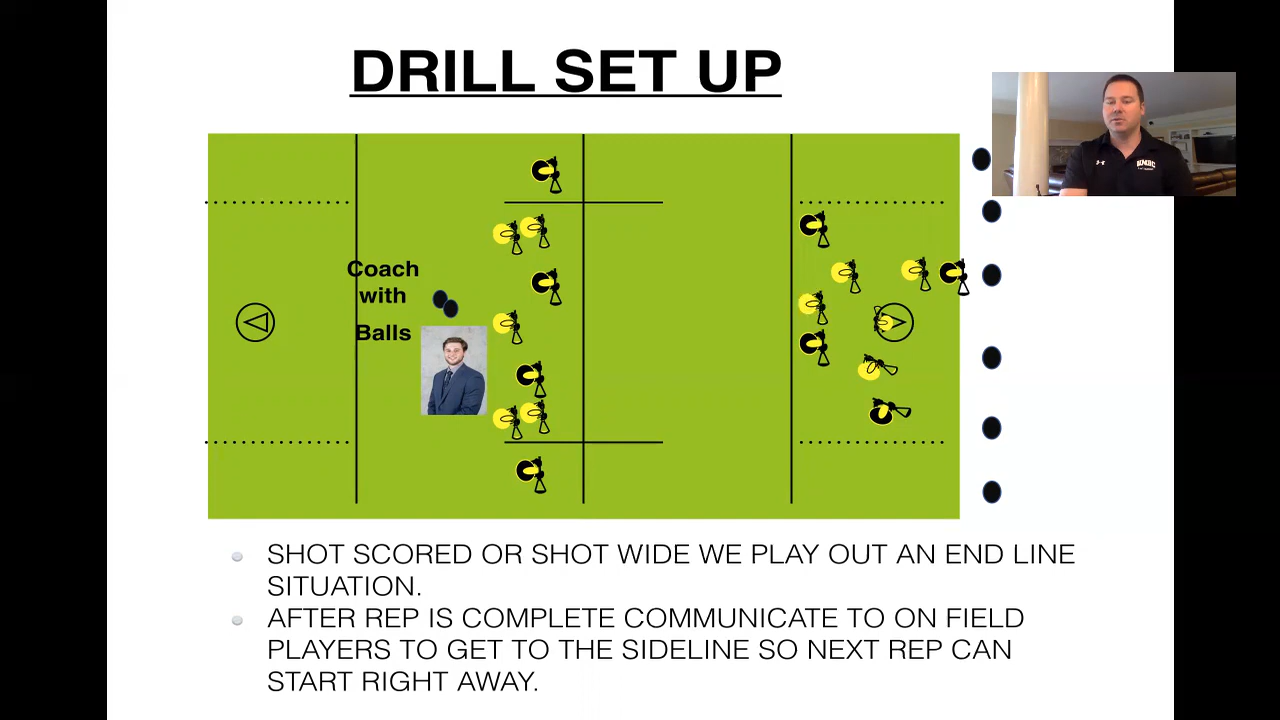 DRILL SET UP
Coach
with
Balls
UMBC
SHOT SCORED OR SHOT WIDE WE PLAY OUT AN END LINE
SITUATION.
AFTER REP IS COMPLETE COMMUNICATE TO ON FIELD
PLAYERS TO GET TO THE SIDELINE SO NEXT REP CAN
START RIGHT AWAY.